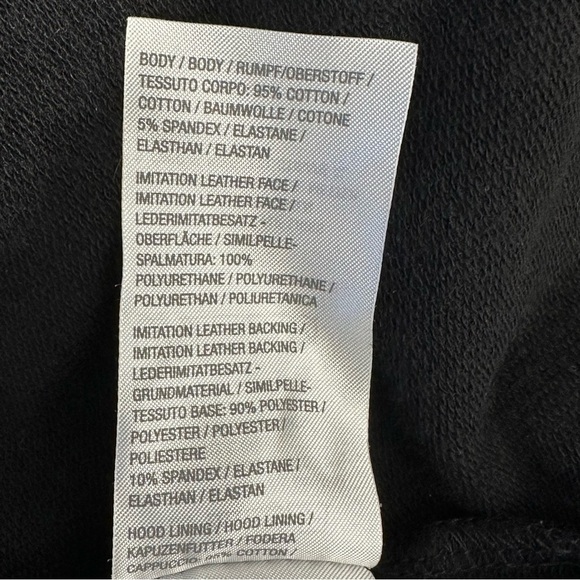 BODY / BODY / RUMPF/OBERSTOFF /
TESSUTO CORPO: 95% COTTON /
COTTON / BAUMWOLLE / COTONE
5% SPANDEX / ELASTANE /
ELASTHAN / ELASTAN
IMITATION LEATHER FACE /
IMITATION LEATHER FACE /
LEDERIMITATBESATZ -
OBERFLÄCHE / SIMILPELLE-
SPALMATURA: 100%
POLYURETHANE / POLYURETHANE /
POLYURETHAN / POLIURETANICA
IMITATION LEATHER BACKING /
IMITATION LEATHER BACKING /
LEDERIMITATBESATZ -
GRUNDMATERIAL / SIMILPELLE-
TESSUTO BASE: 90% POLYESTER /
POLYESTER / POLYESTER /
POLIESTERE
10% SPANDEX / ELASTANE /
ELASTHAN / ELASTAN
HOOD LINING / HOOD LINING /
KAPUZENFUTTER / FODERA
CAPPUCCIO: 95% COTTON /